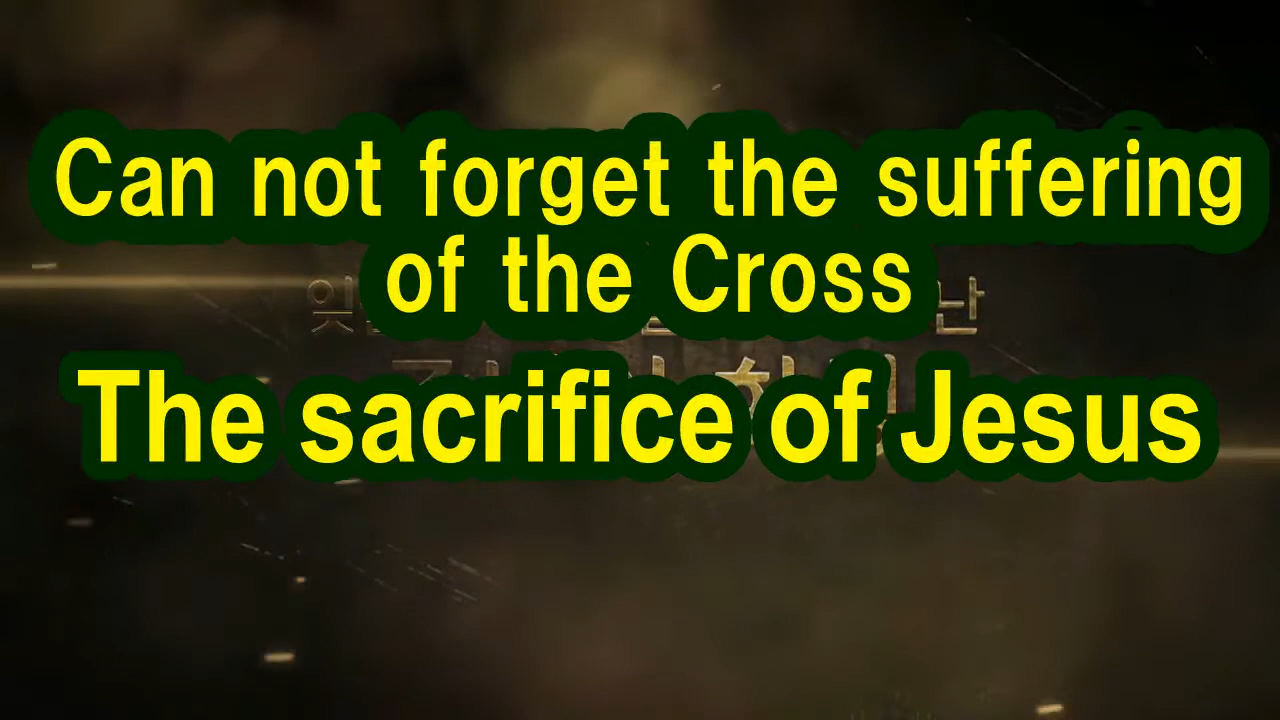 Can not forget the suffering
of the Cross
The sacrifice of Jesus